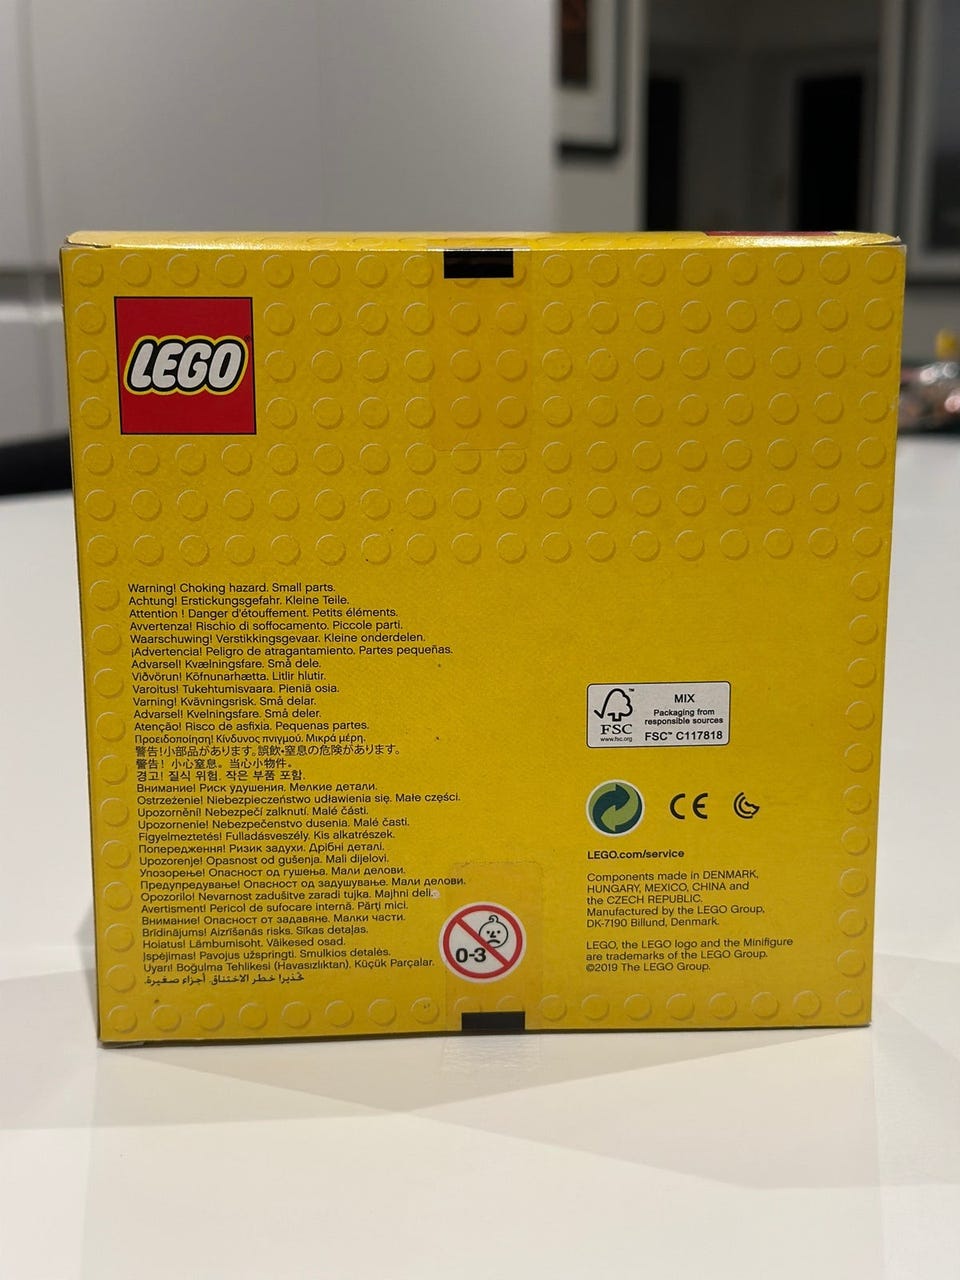 LEGO
Warning! Choking hazard. Small parts.
Achtung! Erstickungsgefahr. Kleine Teile.
Attention ! Danger d'étouffement. Petits éléments.
Avvertenza! Rischio di soffocamento. Piccole parti.
Waarschuwing! Verstikkingsgevaar. Kleine onderdelen.
¡Advertencia! Peligro de atragantamiento. Partes pequeñas.
Advarsel! Kvælningsfare. Små dele.
Viðvörun! Köfnunarhætta. Litlir hlutir.
Varoitus! Tukehtumisvaara. Pieniä osia.
Varning! Kvävningsrisk. Små delar.
Advarsel! Kvelningsfare. Små deler.
Atenção! Risco de asfixia. Pequenas partes.
Προειδοποίηση! Κίνδυνος πνιγμού. Μικρά μέρη.
警告!小部品があります。誤飲・窒息の危険があります。
警告！小心窒息。当心小物件。
경고! 질식 위험. 작은 부품 포함.
Внимание! Риск удушения. Мелкие детали.
Ostrzeżenie! Niebezpieczeństwo udławienia się. Małe części.
Upozornění! Nebezpečí zalknutí. Malé části.
Upozornenie! Nebezpečenstvo dusenia. Malé časti.
Figyelmeztetés! Fulladásveszély. Kis alkatrészek.
Попередження! Ризик задухи. Дрібні деталі.
Upozorenje! Opasnost od gušenja. Mali dijelovi.
Упозорење! Опасност од гушења. Мали делови.
Предупредување! Опасност од задушување. Мали делови.
Opozorilo! Nevarnost zadušitve zaradi tujka. Majhni deli.
Avertisment! Pericol de sufocare internă. Părţi mici.
Внимание! Опасност от задавяне. Малки части.
Brīdinājums! Aizrīšanās risks. Sīkas detaļas.
Hoiatus! Lämbumisoht. Väikesed osad.
Įspėjimas! Pavojus užspringti. Smulkios detalės.
Uyarı! Boğulma Tehlikesi (Havasızlıktan). Küçük Parçalar.
تحذير! خطر الاختناق. أجزاء صغيرة.
0-3
FSC™
www.fsc.org
MIX
Packaging from
responsible sources
FSC™ C117818
CE
LEGO.com/service
Components made in DENMARK,
HUNGARY, MEXICO, CHINA and
the CZECH REPUBLIC.
Manufactured by the LEGO Group,
DK-7190 Billund, Denmark.
LEGO, the LEGO logo and the Minifigure
are trademarks of the LEGO Group.
©2019 The LEGO Group.